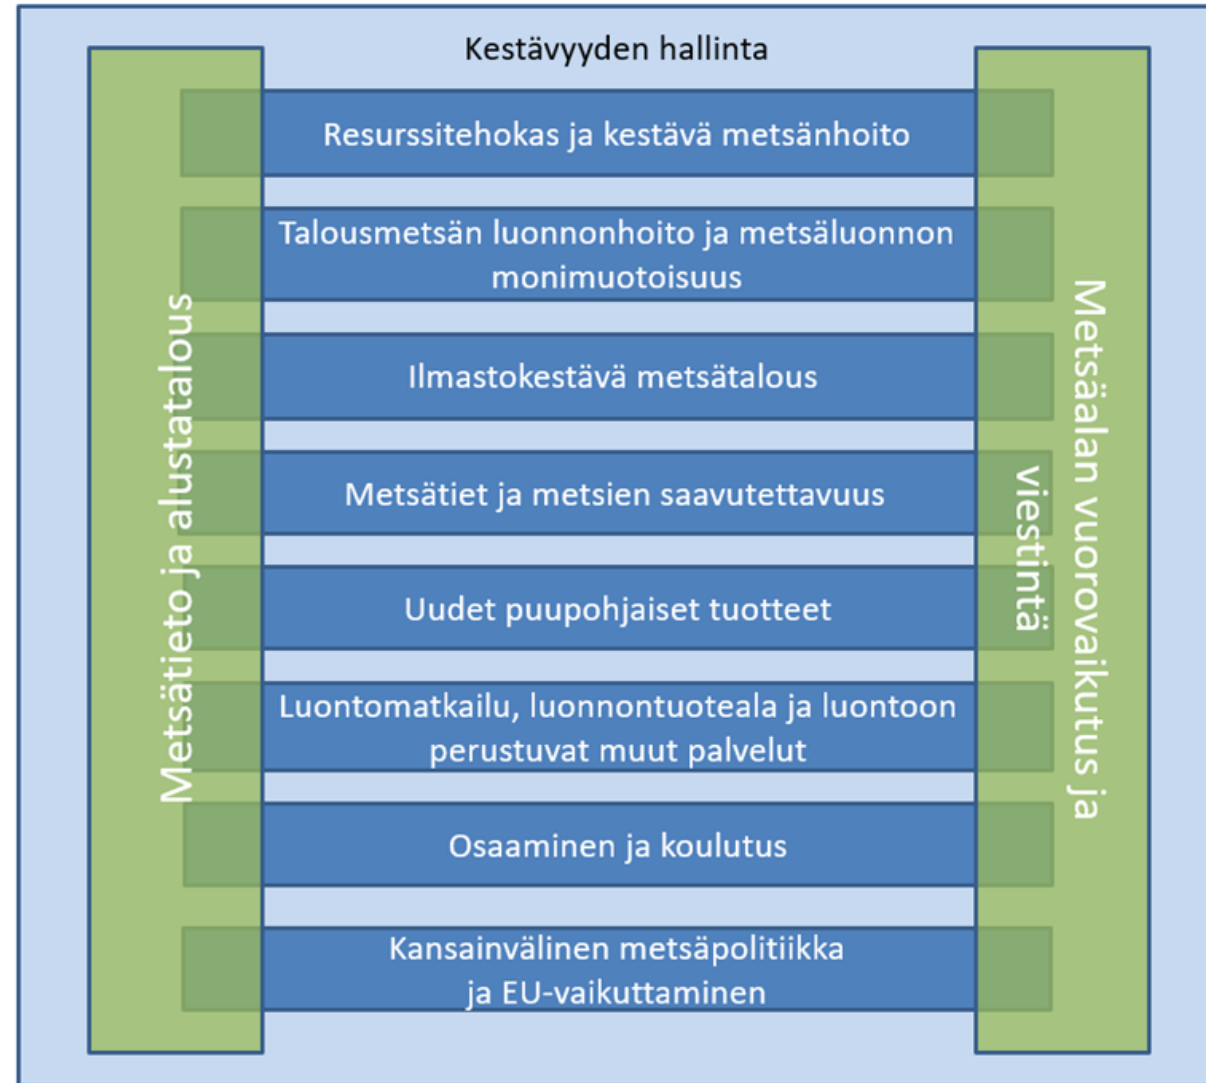 Kestävyyden hallinta
Metsätieto ja alustatalous
Resurssitehokas ja kestävä metsänhoito
Talousmetsän luonnonhoito ja metsäluonnon
monimuotoisuus
Ilmastokestävä metsätalous
Metsätiet ja metsien saavutettavuus
Uudet puupohjaiset tuotteet
Luontomatkailu, luonnontuoteala ja luontoon
perustuvat muut palvelut
Osaaminen ja koulutus
Kansainvälinen metsäpolitiikka
ja EU-vaikuttaminen
Metsäalan vuorovaikutus ja
viestintä